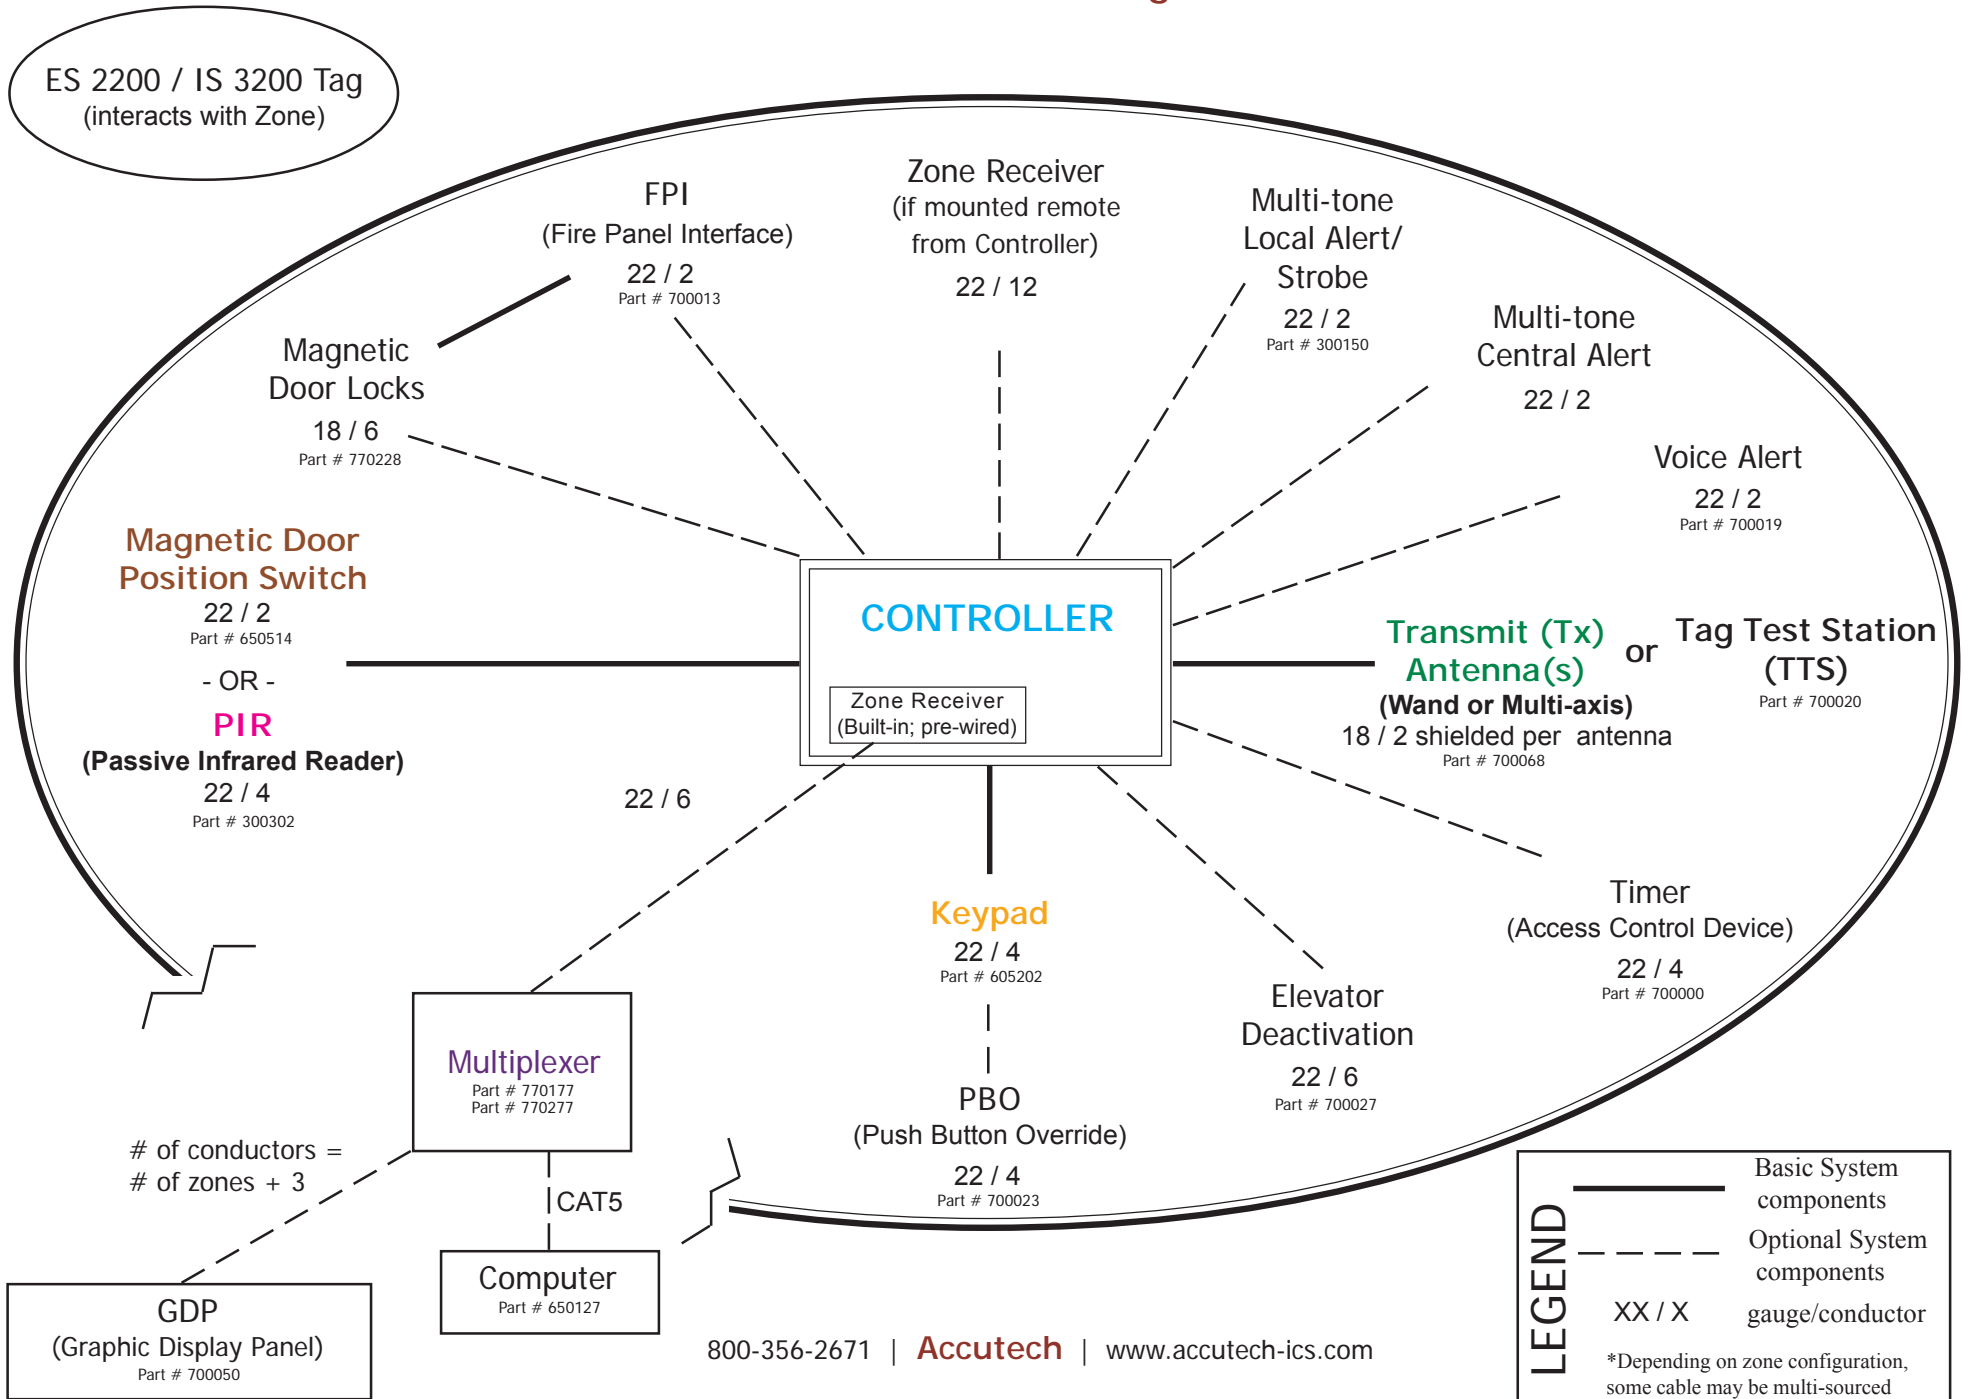 ES 2200 / IS 3200 Tag
(interacts with Zone)
FPI
(Fire Panel Interface)
22 / 2
Part # 700013
Zone Receiver
(if mounted remote
from Controller)
22 / 12
Multi-tone
Local Alert/
Strobe
22 / 2
Part # 300150
Multi-tone
Central Alert
22 / 2
Magnetic
Door Locks
18 / 6
Part # 770228
Voice Alert
22 / 2
Part # 700019
Magnetic Door
Position Switch
22 / 2
Part # 650514
- OR -
PIR
(Passive Infrared Reader)
22 / 4
Part # 300302
CONTROLLER
Zone Receiver
(Built-in; pre-wired)
Transmit (Tx)
Antenna(s)
(Wand or Multi-axis)
18 / 2 shielded per antenna
Part # 700068
or
Tag Test Station
(TTS)
Part # 700020
22 / 6
Keypad
22 / 4
Part # 605202
Timer
(Access Control Device)
22 / 4
Part # 700000
Elevator
Deactivation
22 / 6
Part # 700027
Multiplexer
Part # 770177
Part # 770277
PBO
(Push Button Override)
22 / 4
Part # 700023
# of conductors =
# of zones + 3
CAT5
GDP
(Graphic Display Panel)
Part # 700050
Computer
Part # 650127
800-356-2671 | Accutech | www.accutech-ics.com
LEGEND
Basic System
components
Optional System
components
XX / X gauge/conductor
*Depending on zone configuration,
some cable may be multi-sourced